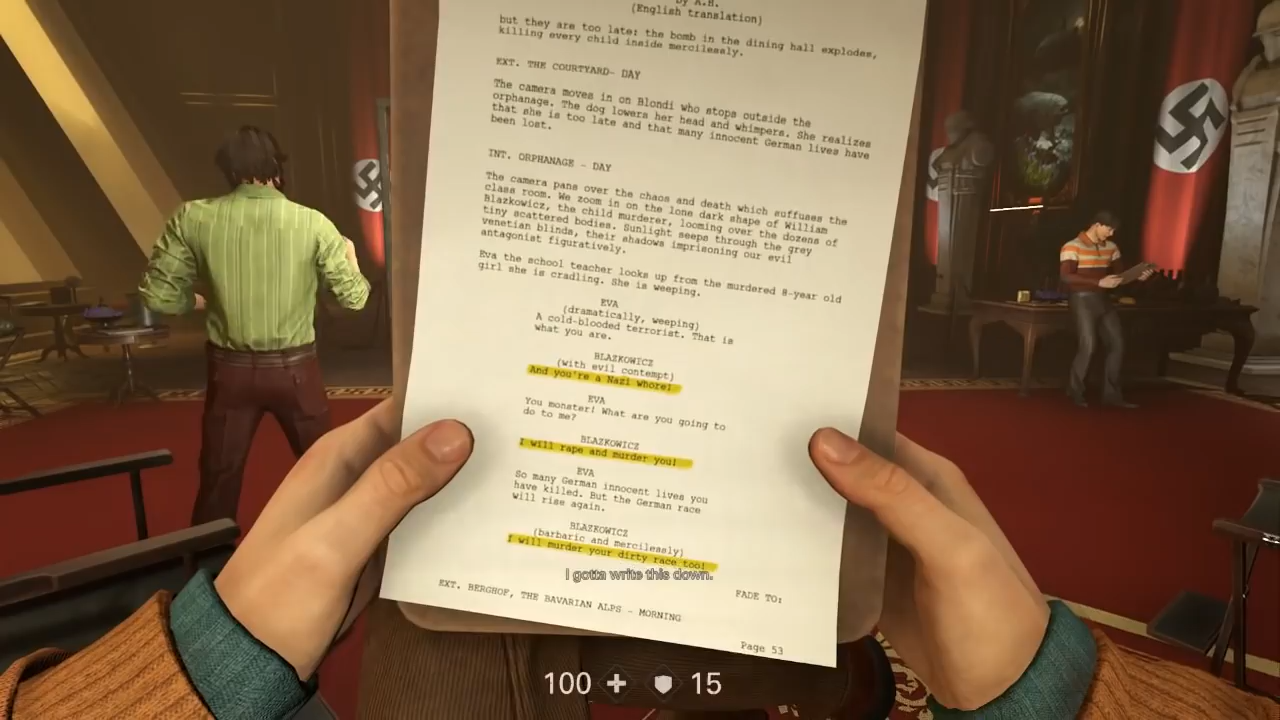 by A.H.
(English translation)
but they are too late: the bomb in the dining hall explodes,
killing every child inside mercilessly.
EXT. THE COURTYARD- DAY
The camera moves in on Blondi who stops outside the
orphanage. The dog lowers her head and whimpers. She realizes
that she is too late and that many innocent German lives have
been lost.
INT. ORPHANAGE - DAY
The camera pans over the chaos and death which suffuses the
class room. We zoom in on the lone dark shape of William
Blazkowicz, the child murderer, looming over the dozens of
tiny scattered bodies. Sunlight seeps through the grey
venetian blinds, their shadows imprisoning our evil
antagonist figuratively.
Eva the school teacher looks up from the murdered 8-year old
girl she is cradling. She is weeping.
EVA
(dramatically, weeping)
A cold-blooded terrorist. That is
what you are.
BLAZKOWICZ
(with evil contempt)
And you're a Nazi whore!
EVA
You monster! What are you going to
do to me?
BLAZKOWICZ
I will rape and murder you!
EVA
So many German innocent lives you
have killed. But the German race
will rise again.
BLAZKOWICZ
(barbaric and mercilessly)
I will murder your dirty race too!
I gotta write this down.
FADE TO:
EXT. BERGHOF, THE BAVARIAN ALPS - MORNING
Page 53
100 15